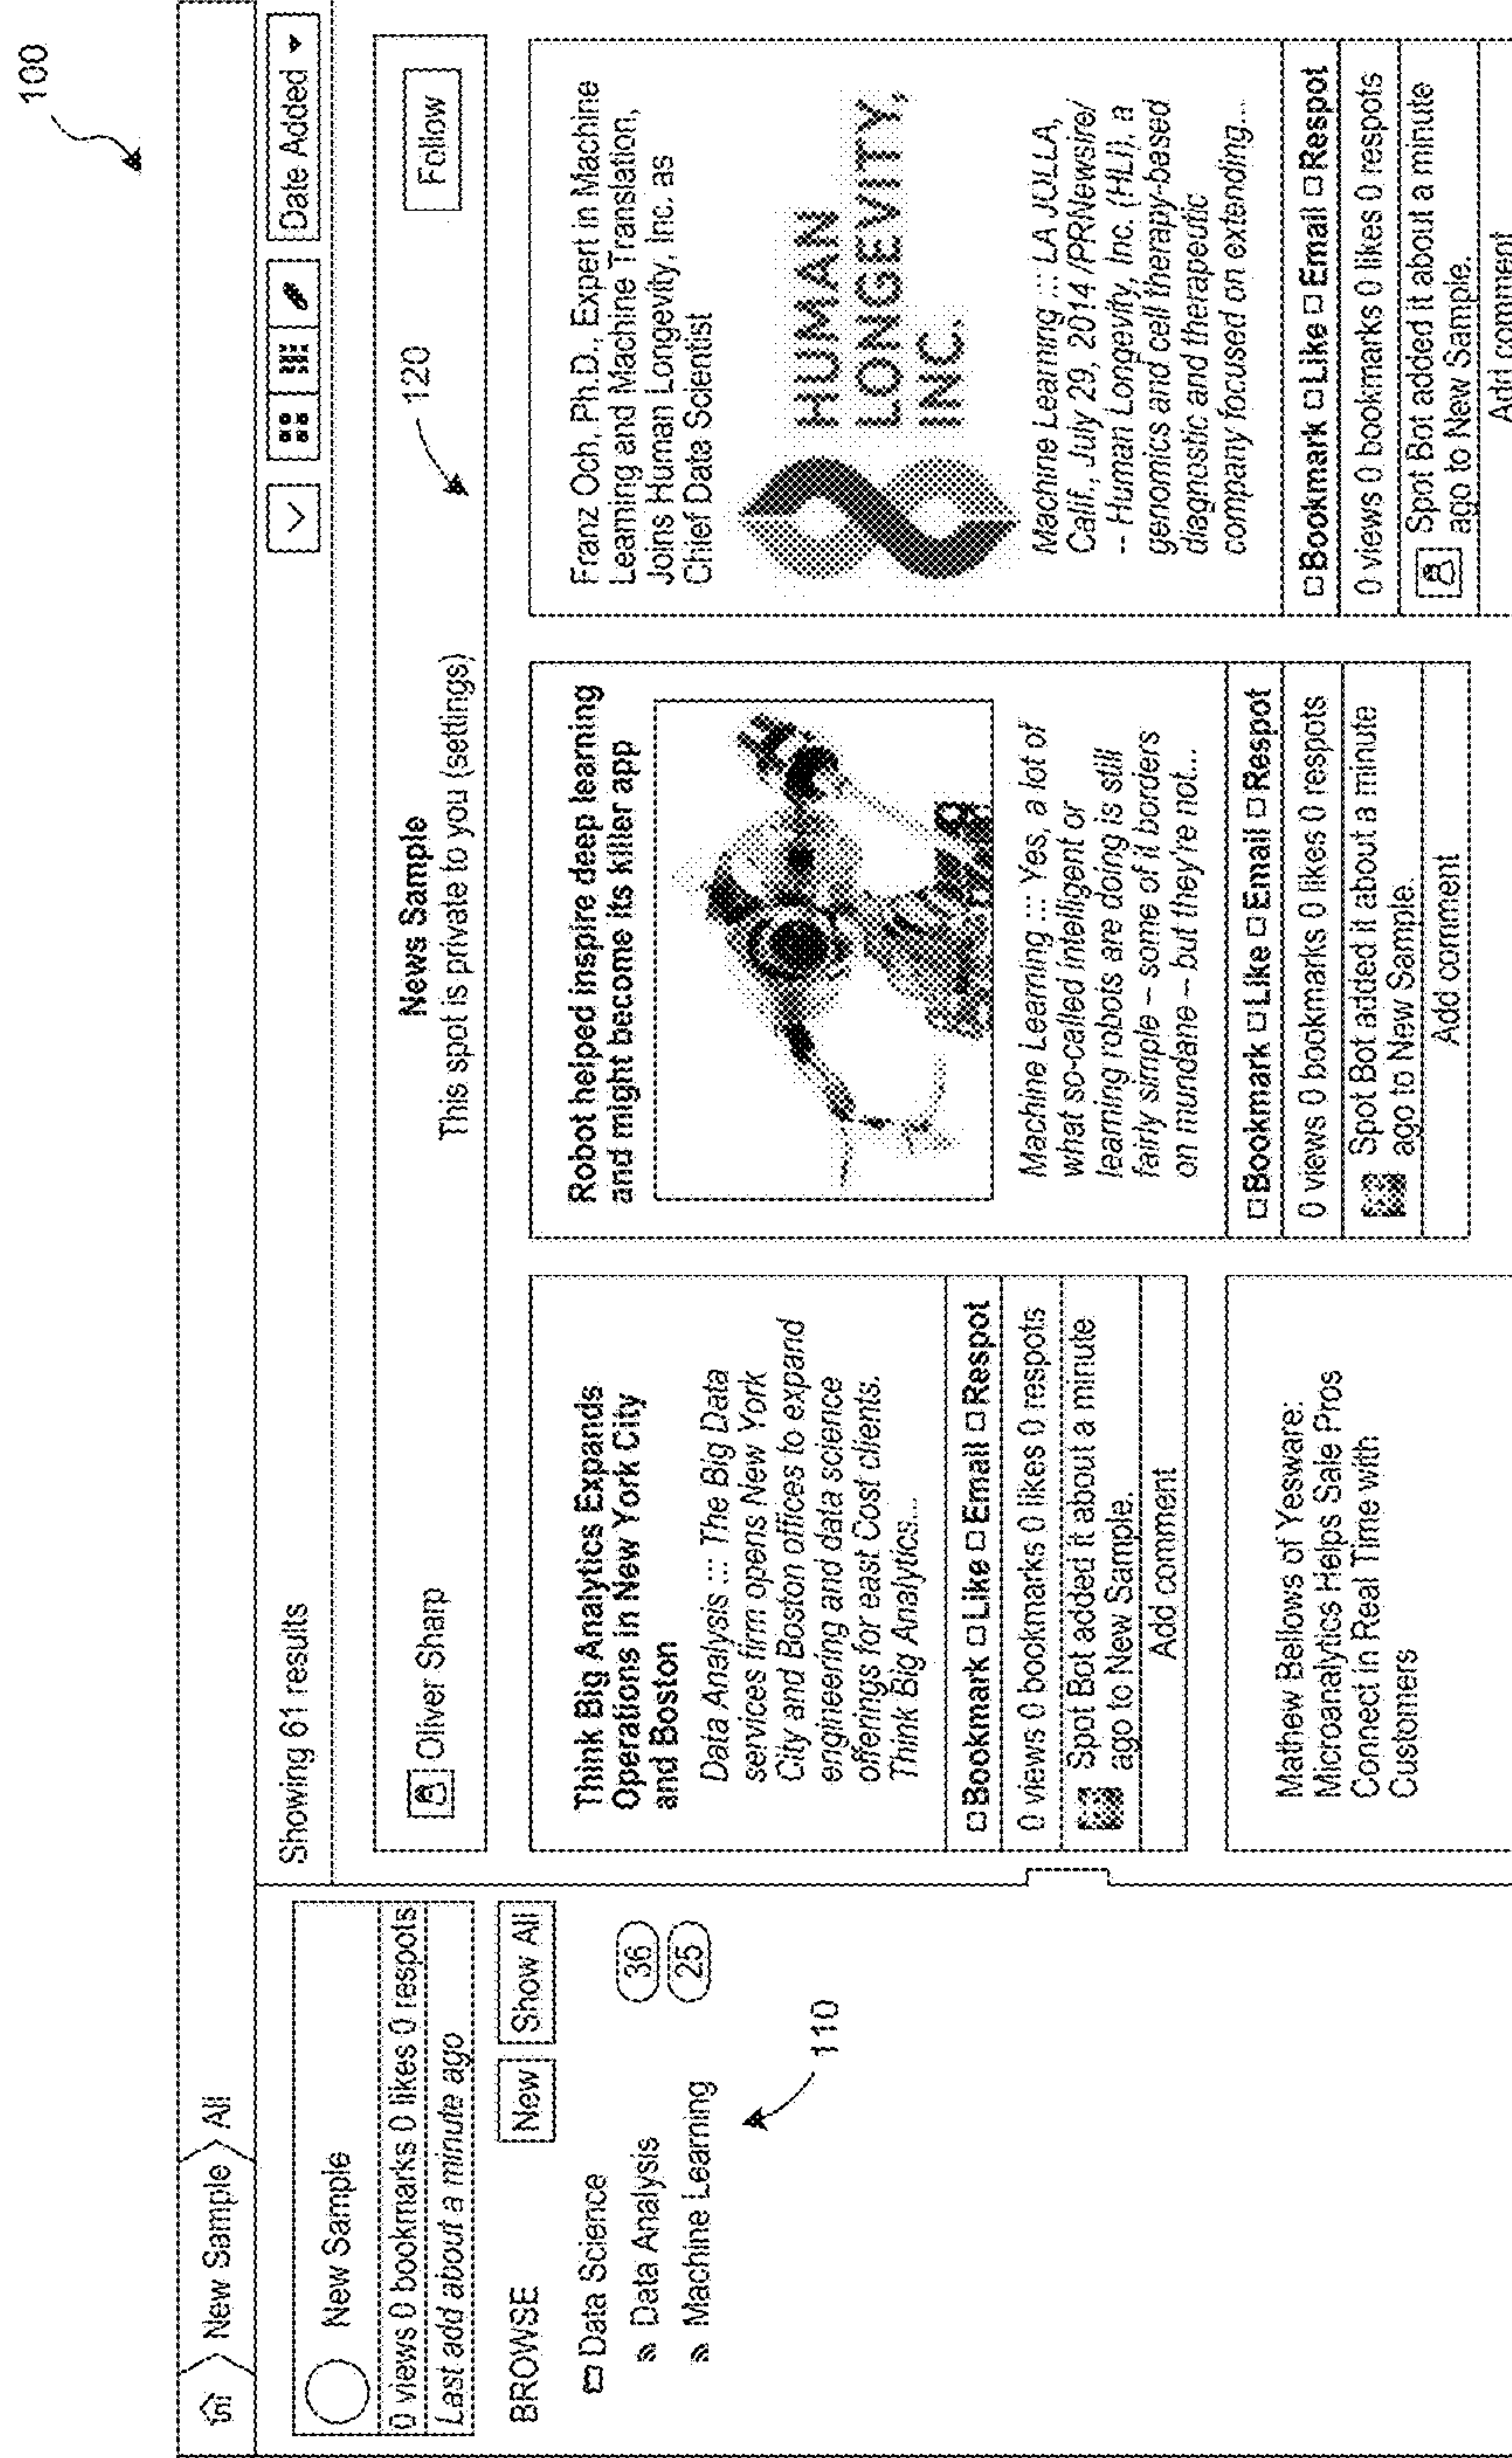 100
New Sample
All
New Sample
0 views 0 bookmarks 0 likes 0 respots
Last add about a minute ago
BROWSE
New
Show All
Data Science
Data Analysis
36
Machine Learning
25
110
Showing 61 results
Date Added
Oliver Sharp
News Sample
This spot is private to you (settings)
Follow
120
Think Big Analytics Expands
Operations in New York City
and Boston
Data Analysis ::: The Big Data
services firm opens New York
City and Boston offices to expand
engineering and data science
offerings for east Cost clients.
Think Big Analytics...
Bookmark Like Email Respot
0 views 0 bookmarks 0 likes 0 respots
Spot Bot added it about a minute
ago to New Sample.
Add comment
Mathew Bellows of Yesware:
Microanalytics Helps Sale Pros
Connect in Real Time with
Customers
Robot helped inspire deep learning
and might become its killer app
Machine Learning ::: Yes, a lot of
what so-called intelligent or
learning robots are doing is still
fairly simple – some of it borders
on mundane – but they're not...
Bookmark Like Email Respot
0 views 0 bookmarks 0 likes 0 respots
Spot Bot added it about a minute
ago to New Sample.
Add comment
Franz Och, Ph.D., Expert in Machine
Learning and Machine Translation,
Joins Human Longevity, Inc. as
Chief Data Scientist
HUMAN
LONGEVITY,
INC.
Machine Learning ::: LA JOLLA,
Calif., July 29, 2014 /PRNewsire/
-- Human Longevity, Inc. (HLI), a
genomics and cell therapy-based
diagnostic and therapeutic
company focused on extending...
Bookmark Like Email Respot
0 views 0 bookmarks 0 likes 0 respots
Spot Bot added it about a minute
ago to New Sample.
Add comment